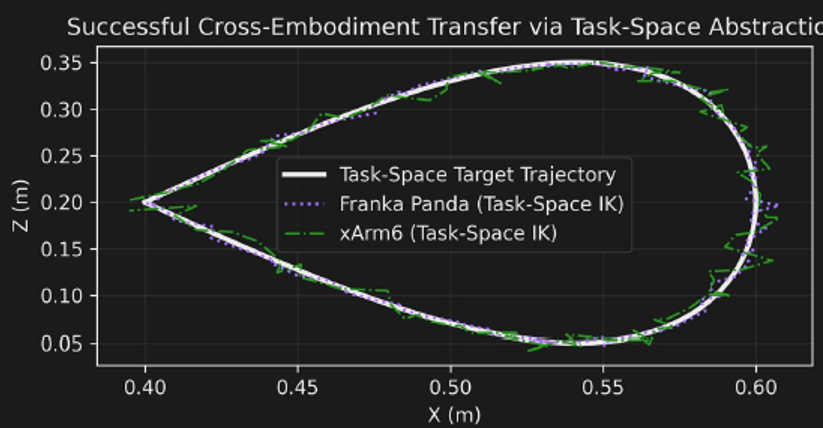 Successful Cross-Embodiment Transfer via Task-Space Abstractio
0.35
0.30
0.25
0.20
0.15
0.10
0.05
Z (m)
Task-Space Target Trajectory
Franka Panda (Task-Space IK)
xArm6 (Task-Space IK)
0.40 0.45 0.50 0.55 0.60
X (m)